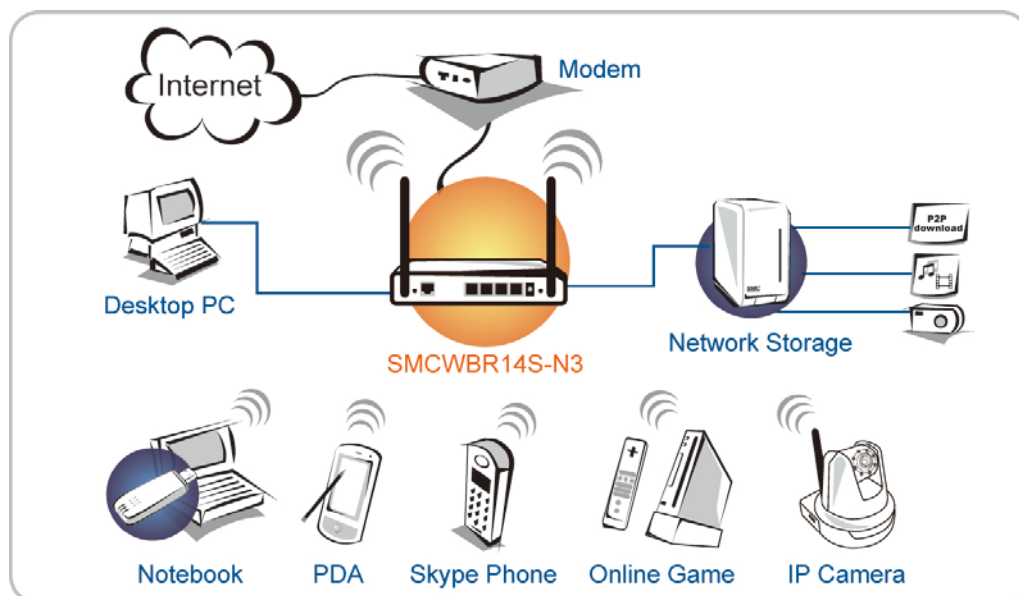 Internet
Modem
P2P
download
Desktop PC
Network Storage
SMCWBR14S-N3
Notebook
PDA
Skype Phone
Online Game
IP Camera